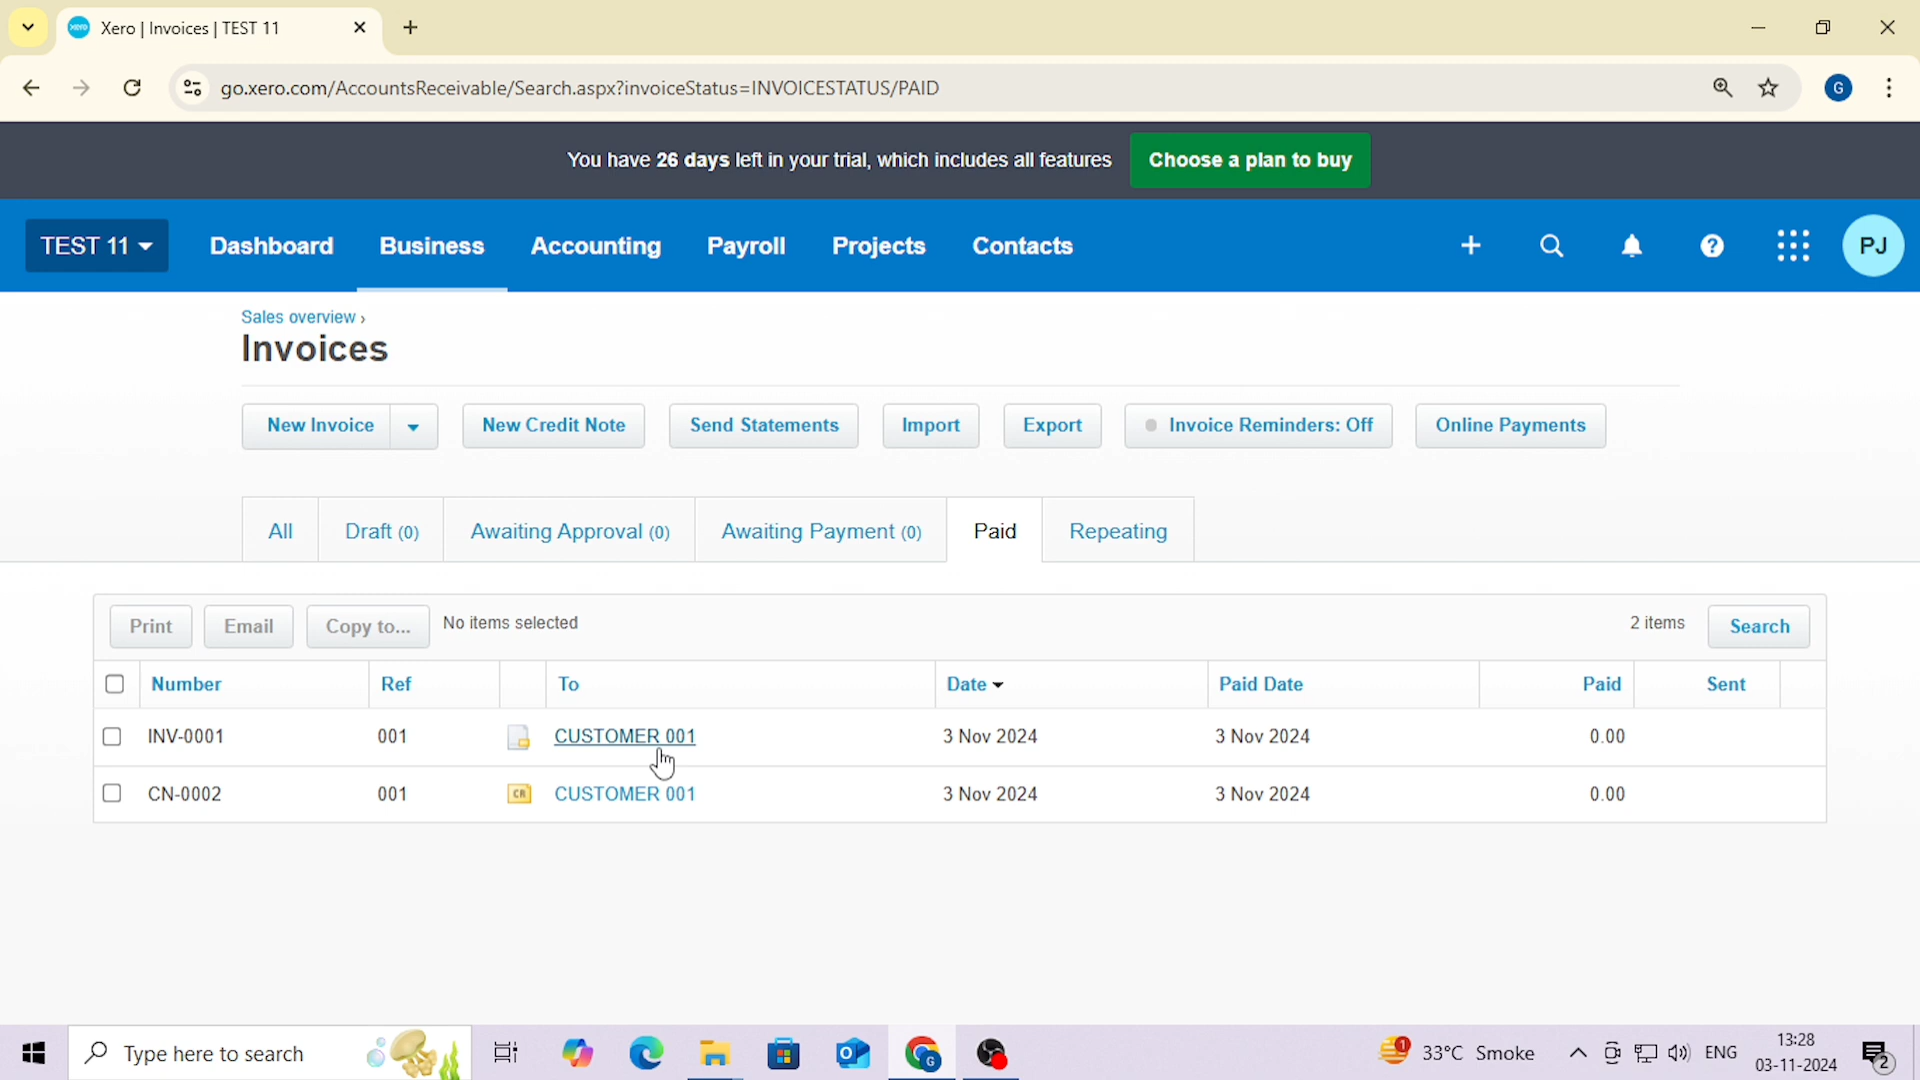 Xero | Invoices | TEST 11
go.xero.com/AccountsReceivable/Search.aspx?invoiceStatus=INVOICESTATUS/PAID
G
You have 26 days left in your trial, which includes all features
Choose a plan to buy
TEST 11
Dashboard
Business
Accounting
Payroll
Projects
Contacts
PJ
Sales overview ›
Invoices
New Invoice
New Credit Note
Send Statements
Import
Export
Invoice Reminders: Off
Online Payments
All
Draft (0)
Awaiting Approval (0)
Awaiting Payment (0)
Paid
Repeating
Print
Email
Copy to...
No items selected
2 items
Search
Number Ref To Date Paid Date Paid Sent
INV-0001 001 CUSTOMER 001 3 Nov 2024 3 Nov 2024 0.00
CN-0002 001 CR CUSTOMER 001 3 Nov 2024 3 Nov 2024 0.00
Type here to search
1
33°C Smoke
ENG
13:28
03-11-2024
2